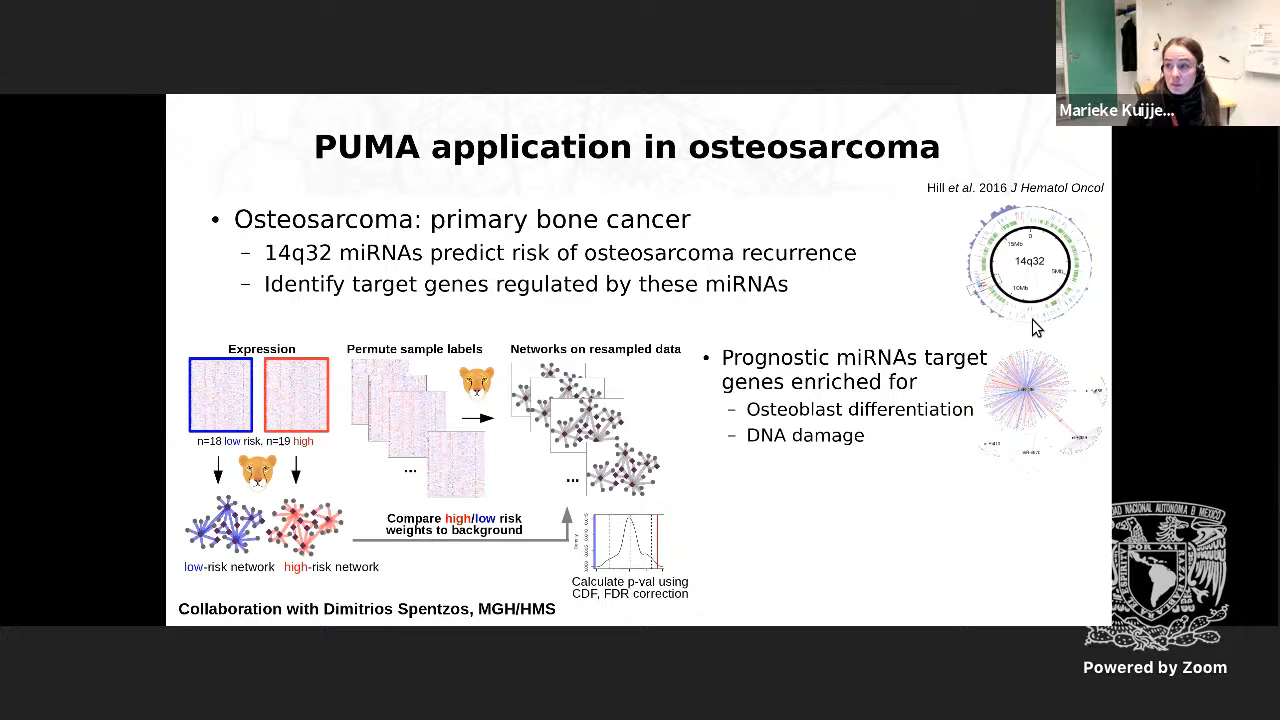 Marieke Kuijje...
PUMA application in osteosarcoma
Hill et al. 2016 J Hematol Oncol
• Osteosarcoma: primary bone cancer
– 14q32 miRNAs predict risk of osteosarcoma recurrence
– Identify target genes regulated by these miRNAs
0
15Mb
14q32
5Mb
10Mb
Expression
Permute sample labels
Networks on resampled data
n=18 low risk, n=19 high
...
...
Compare high/low risk
weights to background
low-risk network
high-risk network
Calculate p-val using
CDF, FDR correction
Collaboration with Dimitrios Spentzos, MGH/HMS
• Prognostic miRNAs target
genes enriched for
– Osteoblast differentiation
– DNA damage
Powered by Zoom